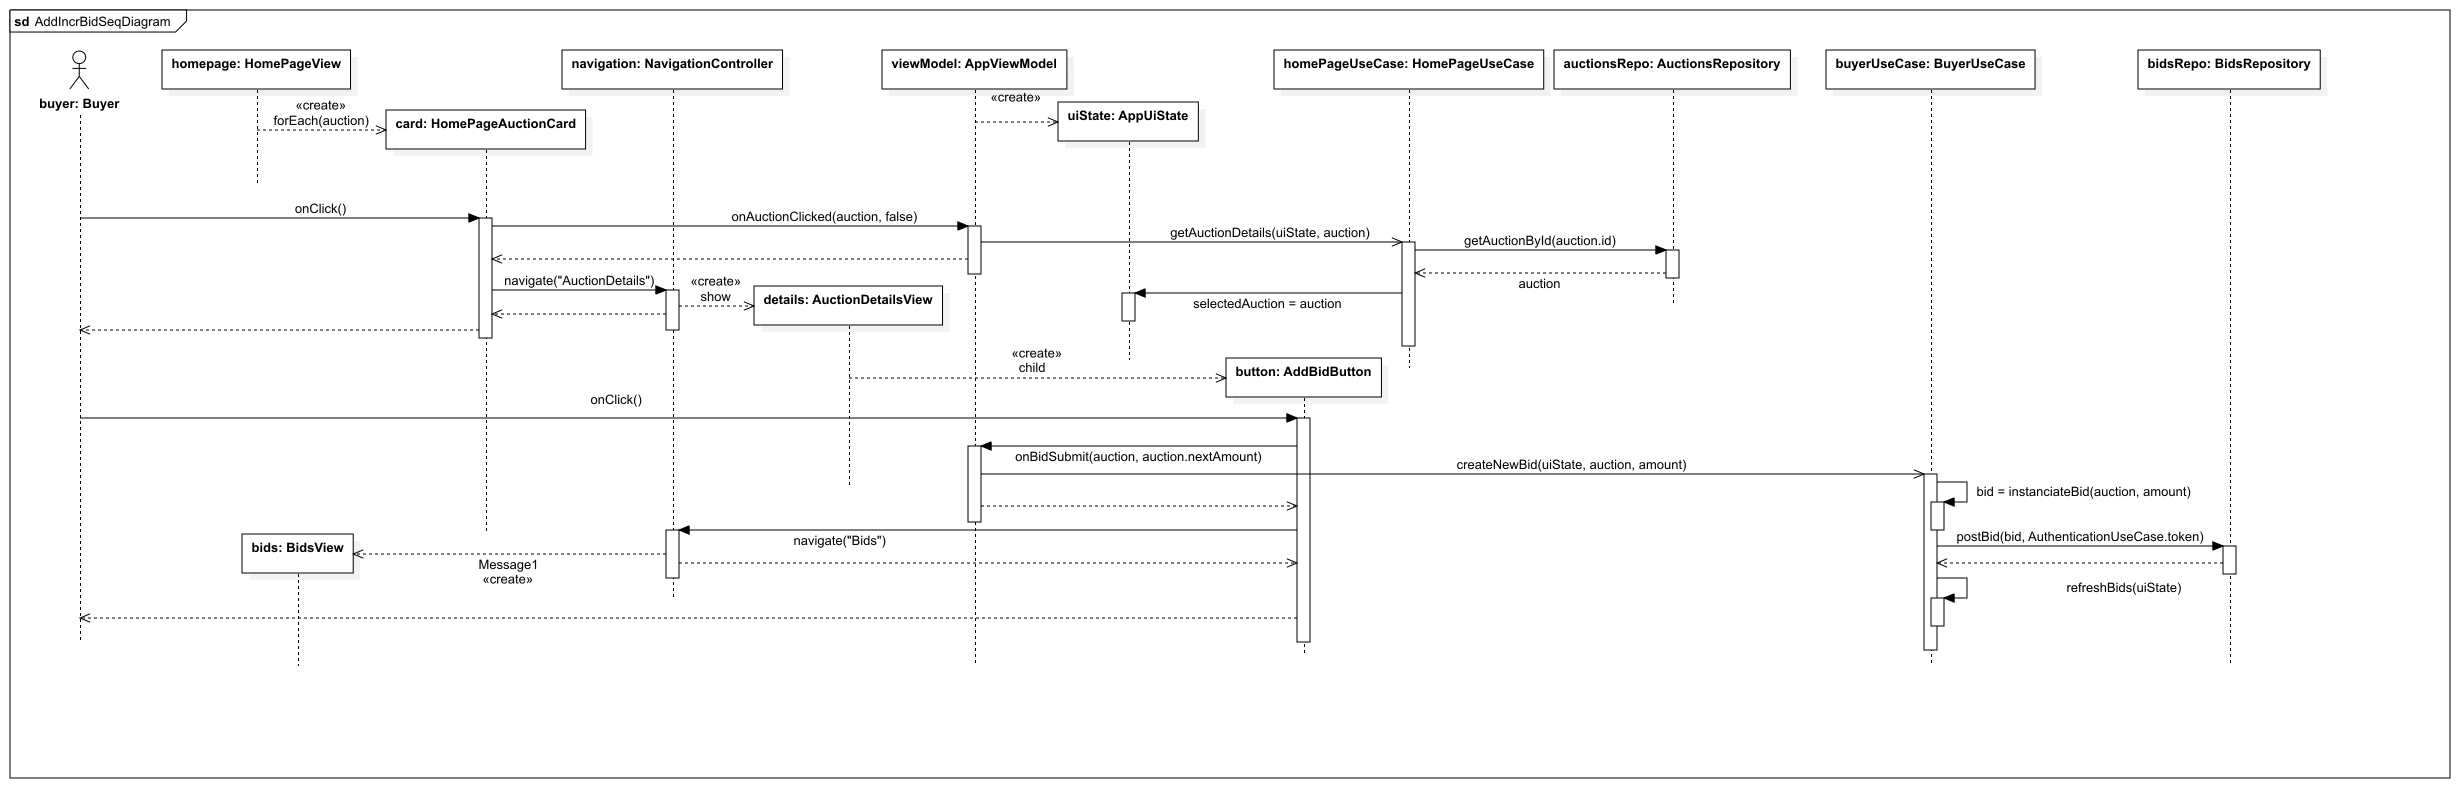 sd AddIncrBidSeqDiagram
homepage: HomePageView
navigation: NavigationController
viewModel: AppViewModel
homePageUseCase: HomePageUseCase
auctionsRepo: AuctionsRepository
buyerUseCase: BuyerUseCase
bidsRepo: BidsRepository
buyer: Buyer
«create»
forEach(auction)
card: HomePageAuctionCard
«create»
uiState: AppUiState
onClick()
onAuctionClicked(auction, false)
getAuctionDetails(uiState, auction)
getAuctionById(auction.id)
auction
navigate("AuctionDetails")
«create»
show
details: AuctionDetailsView
selectedAuction = auction
«create»
child
button: AddBidButton
onClick()
onBidSubmit(auction, auction.nextAmount)
createNewBid(uiState, auction, amount)
bid = instanciateBid(auction, amount)
navigate("Bids")
postBid(bid, AuthenticationUseCase.token)
bids: BidsView
Message1
«create»
refreshBids(uiState)